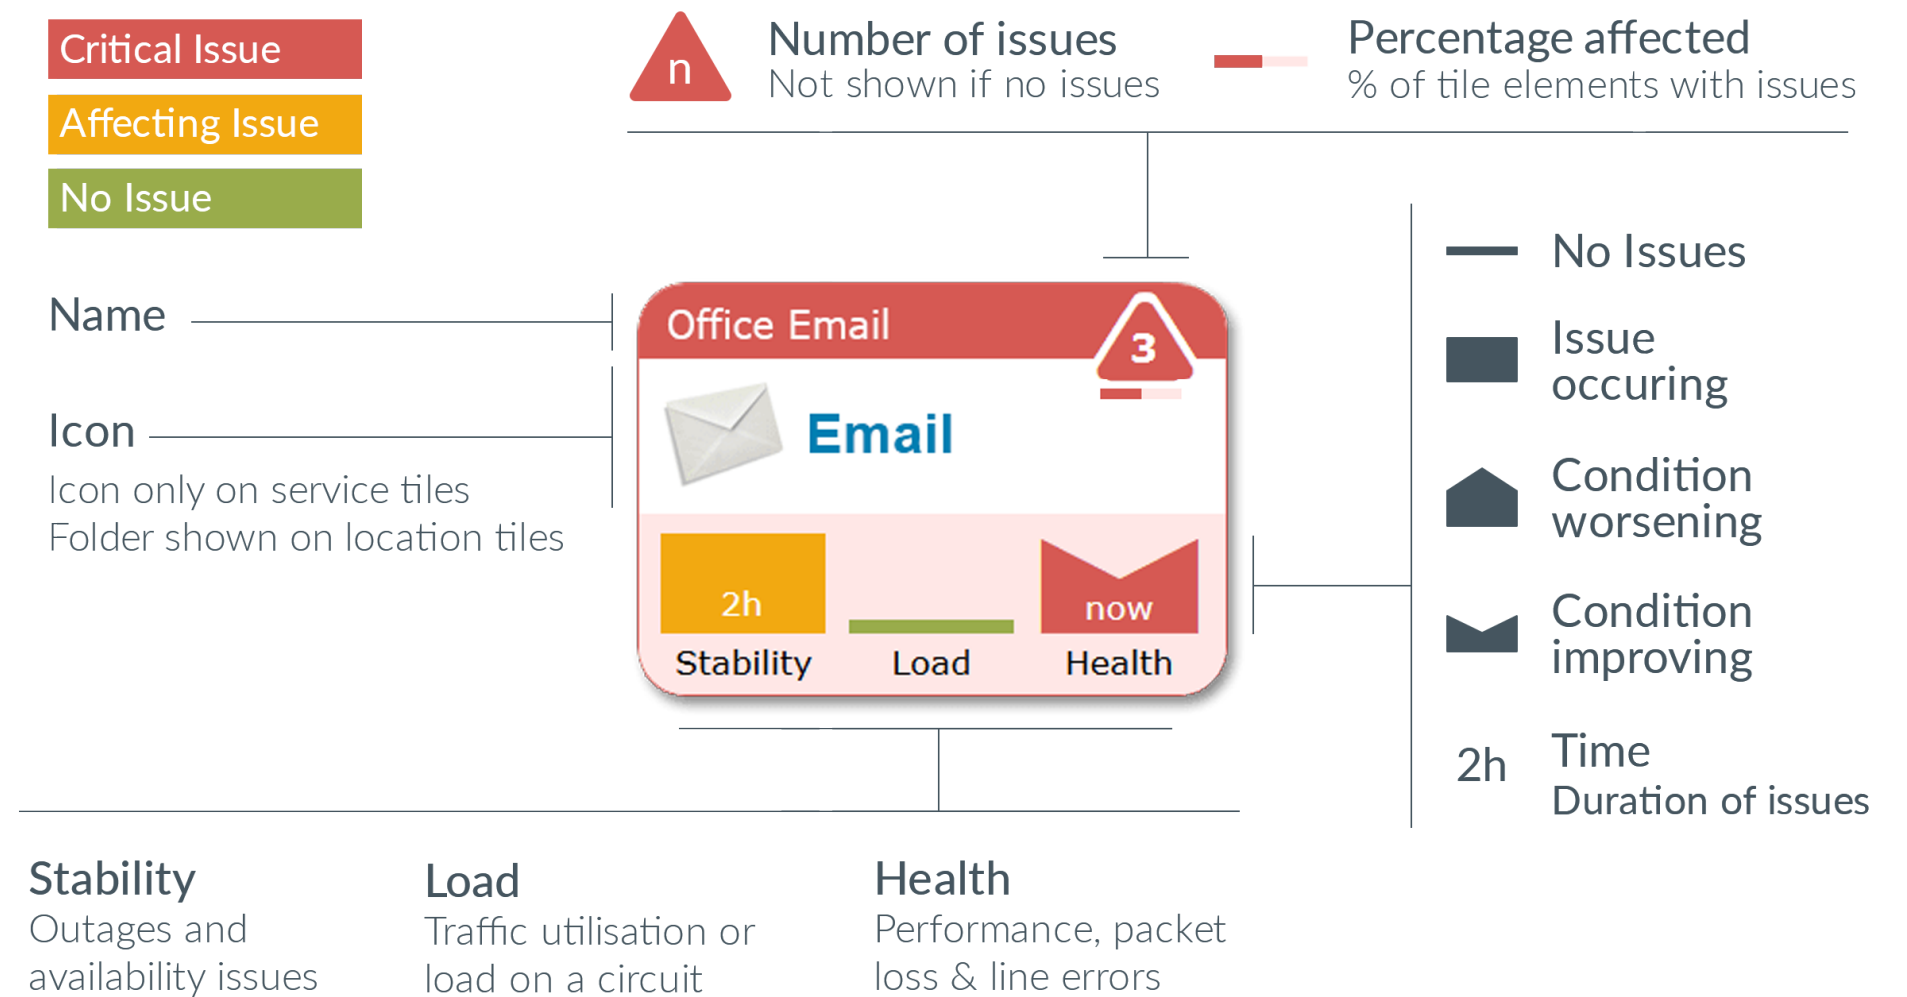 Critical Issue
Affecting Issue
No Issue
n
Number of issues
Not shown if no issues
Percentage affected
% of tile elements with issues
Name
Icon
Icon only on service tiles
Folder shown on location tiles
Office Email
3
Email
2h
now
Stability
Load
Health
No Issues
Issue
occuring
Condition
worsening
Condition
improving
2h
Time
Duration of issues
Stability
Outages and
availability issues
Load
Traffic utilisation or
load on a circuit
Health
Performance, packet
loss & line errors